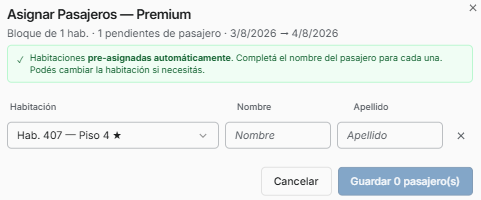 Asignar Pasajeros — Premium
Bloque de 1 hab. · 1 pendientes de pasajero · 3/8/2026 → 4/8/2026
✓ Habitaciones pre-asignadas automáticamente. Completá el nombre del pasajero para cada una.
Podés cambiar la habitación si necesitás.
Habitación Nombre Apellido
Hab. 407 — Piso 4 ★ Nombre Apellido
Cancelar Guardar 0 pasajero(s)